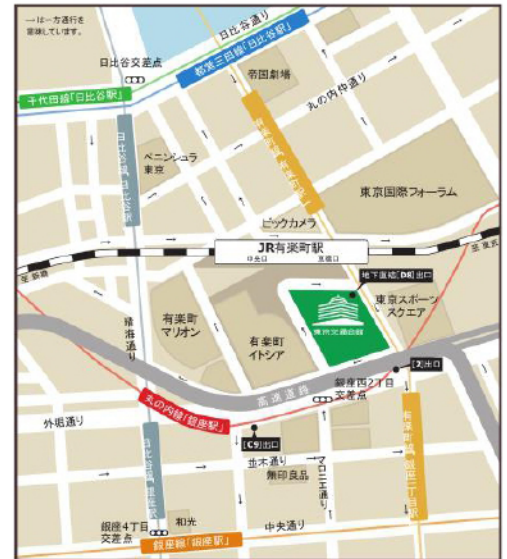 →は一方通行を
意味しています。
日比谷通り
日比谷交差点
都営三田線「日比谷駅」
帝国劇場
千代田線「日比谷駅」
丸の内仲通り
有楽町線「有楽町駅」
日比谷線「日比谷駅」
ペニンシュラ
東京
東京国際フォーラム
ビックカメラ
JR有楽町駅
中央口
京橋口
至 新橋
至 東京
地下直結[D8]出口
東京交通会館
東京スポーツ
スクエア
晴海通り
有楽町
マリオン
有楽町
イトシア
高速道路
[2]出口
銀座西2丁目
交差点
丸の内線「銀座駅」
外堀通り
[C9]出口
並木通り
無印良品
マロニエ通り
有楽町線「銀座一丁目駅」
日比谷線「銀座駅」
銀座4丁目
交差点
和光
中央通り
銀座線「銀座駅」